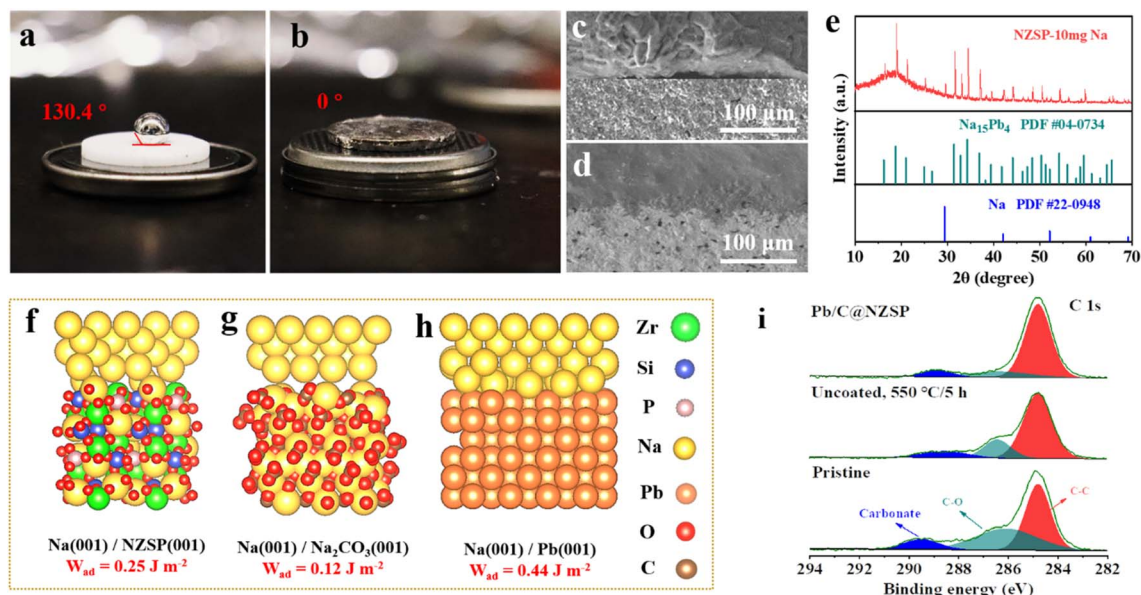 a
130.4 °
b
0 °
c
100 µm
d
100 µm
e
NZSP-10mg Na
Na₁₅Pb₄ PDF #04-0734
Na PDF #22-0948
Intensity (a.u.)
10 20 30 40 50 60 70
2θ (degree)
f
g
h
Zr
Si
P
Na
Pb
O
C
Na(001) / NZSP(001)
W_ad = 0.25 J m⁻²
Na(001) / Na₂CO₃(001)
W_ad = 0.12 J m⁻²
Na(001) / Pb(001)
W_ad = 0.44 J m⁻²
i
Pb/C@NZSP
C 1s
Uncoated, 550 °C/5 h
Pristine
Carbonate
C-O
C-C
294 292 290 288 286 284 282
Binding energy (eV)